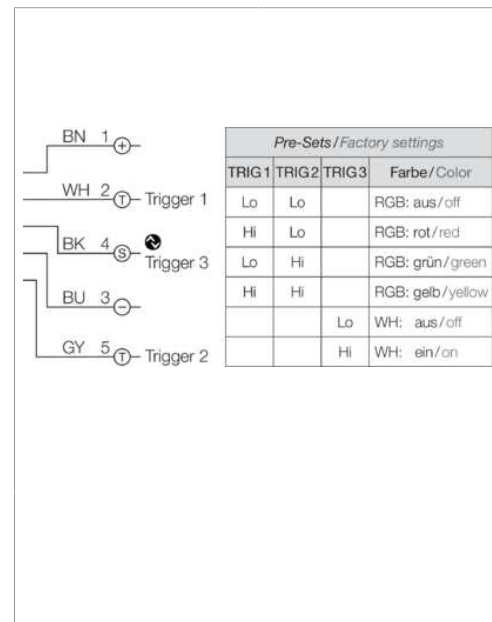 BN 1 +
WH 2 T Trigger 1
BK 4 S Trigger 3
BU 3 −
GY 5 T Trigger 2
Pre-Sets/Factory settings
TRIG1 TRIG2 TRIG3 Farbe/Color
Lo Lo RGB: aus/off
Hi Lo RGB: rot/red
Lo Hi RGB: grün/green
Hi Hi RGB: gelb/yellow
Lo WH: aus/off
Hi WH: ein/on